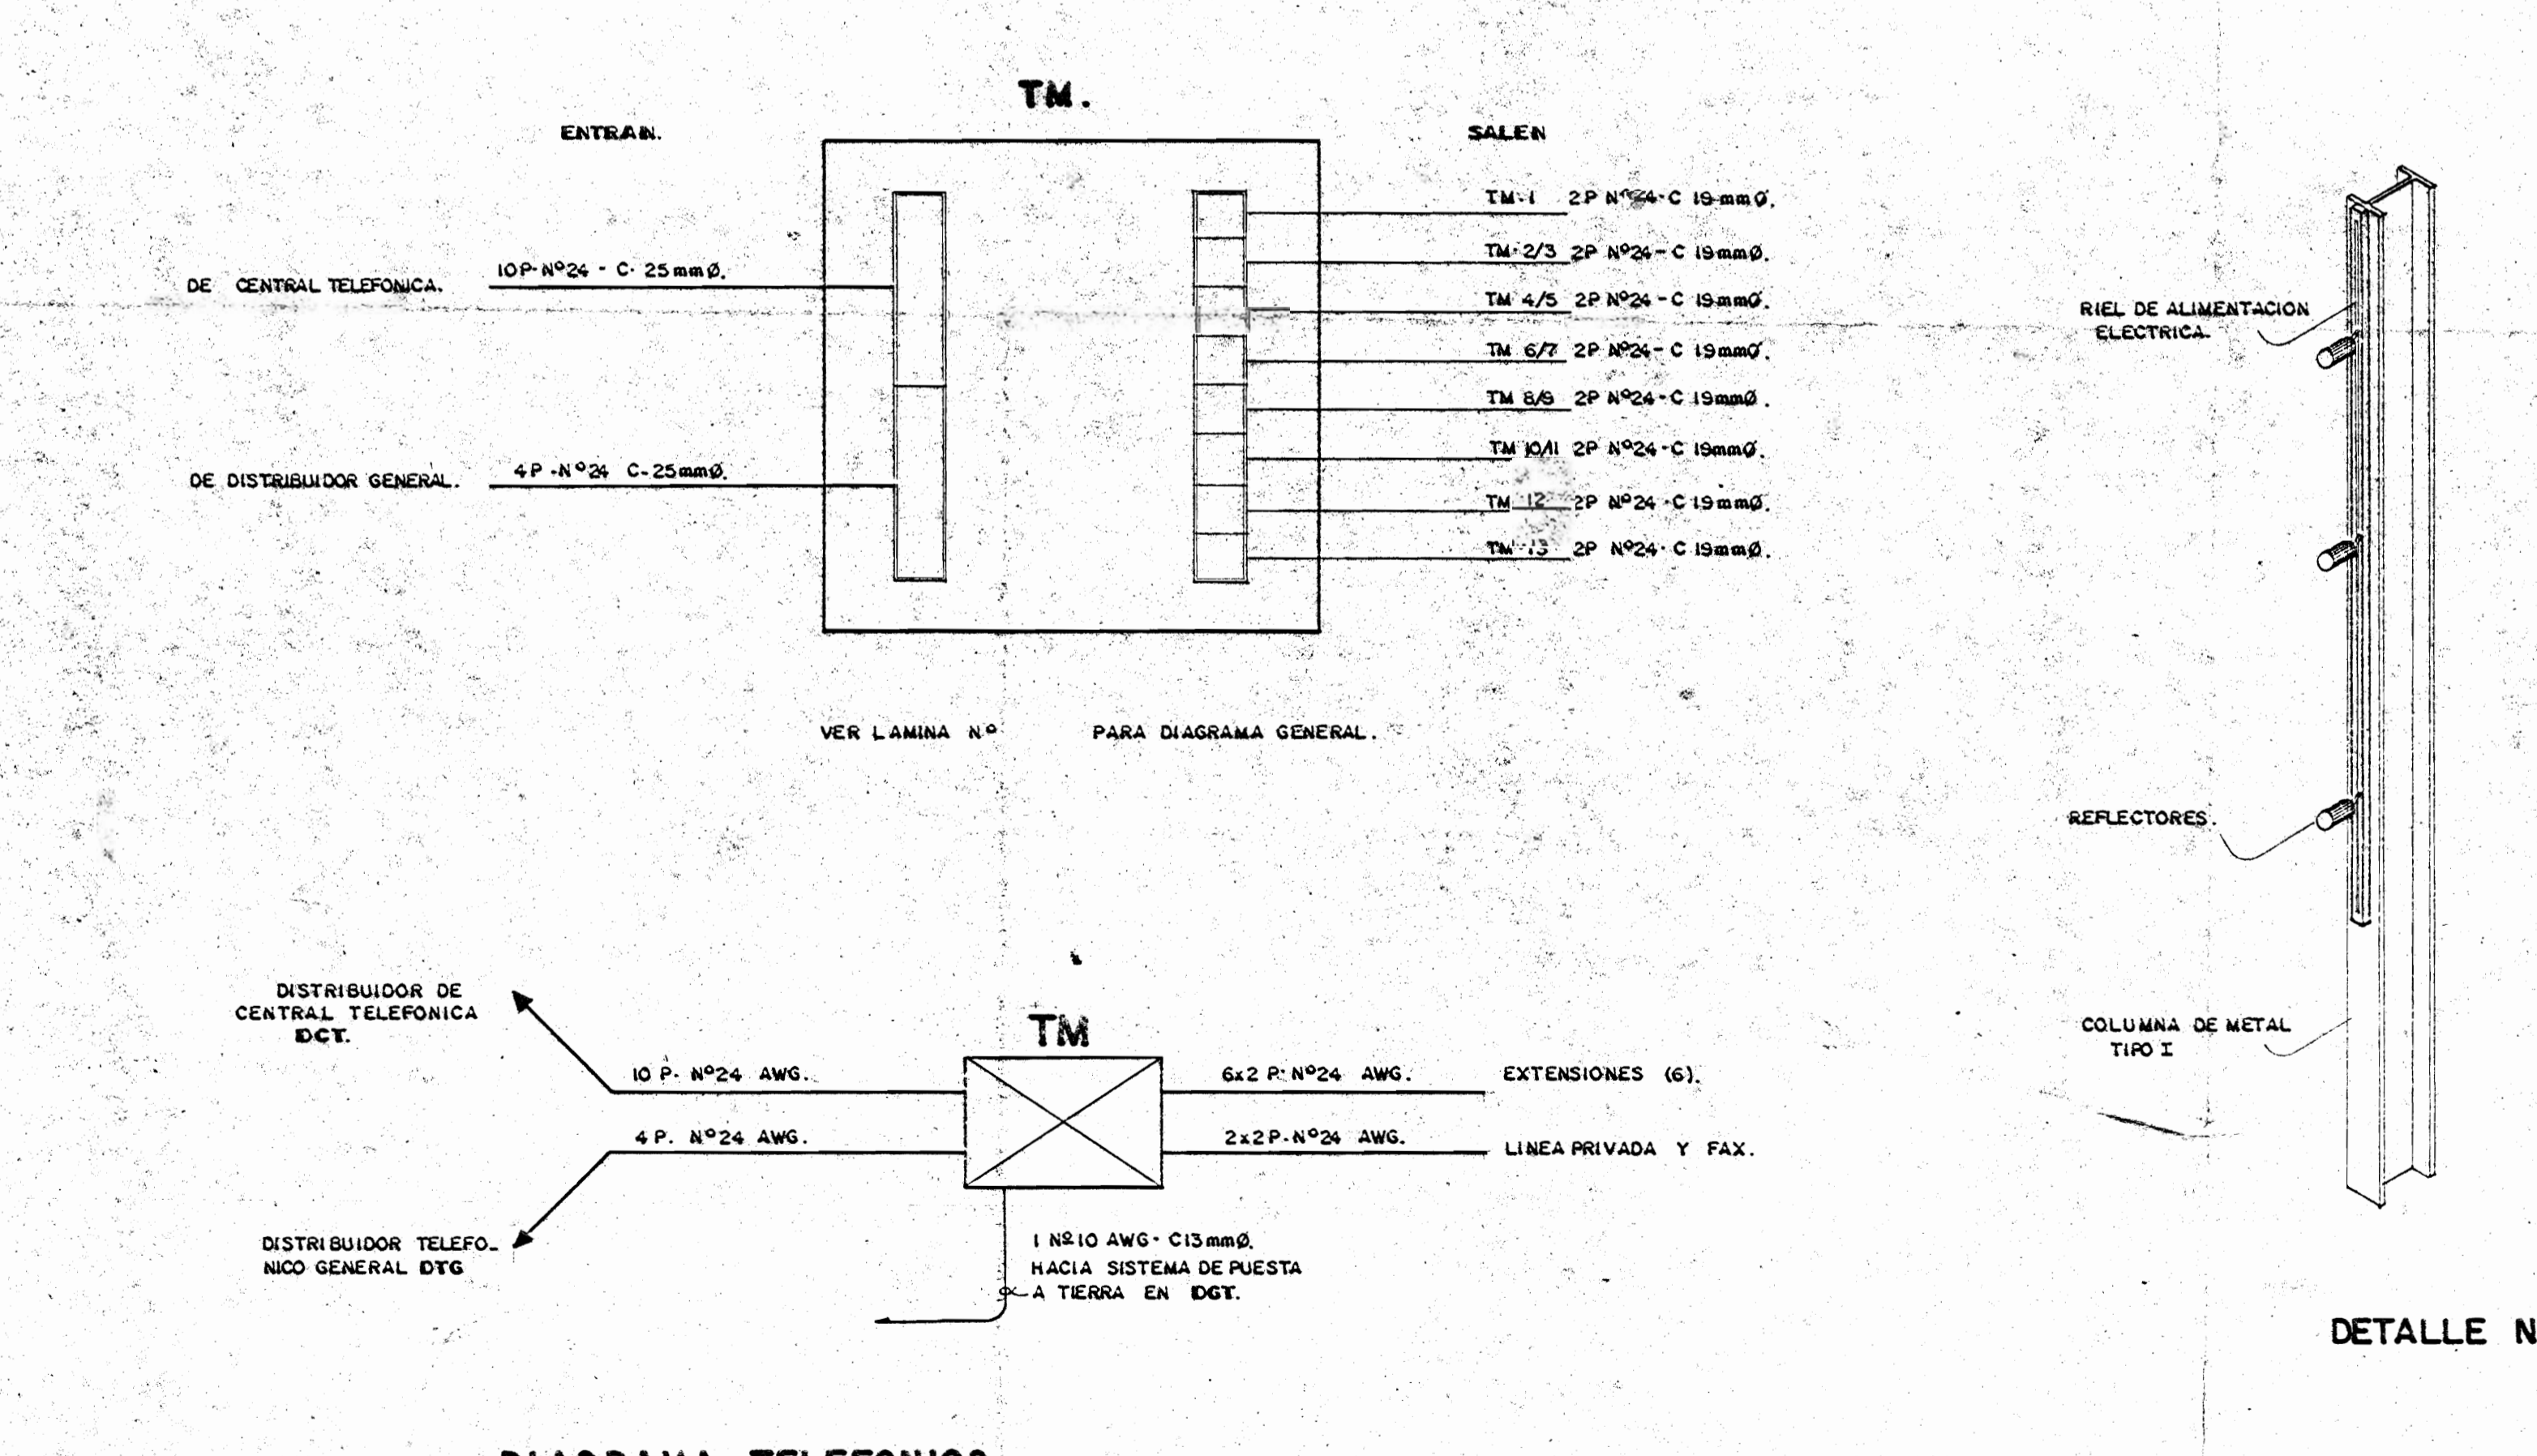 TM.
ENTRAN.
SALEN
DE CENTRAL TELEFONICA.
10P-Nº24 - C- 25mmØ.
DE DISTRIBUIDOR GENERAL.
4P-Nº24 C-25mmØ.
TM-1 2P Nº24-C 19mmØ.
TM-2/3 2P Nº24-C 19mmØ.
TM 4/5 2P Nº24-C 19mmØ.
TM 6/7 2P Nº24-C 19mmØ.
TM 8/9 2P Nº24-C 19mmØ.
TM 10/11 2P Nº24-C 19mmØ.
TM 12 2P Nº24-C 19mmØ.
TM-13 2P Nº24-C 19mmØ.
VER LAMINA Nº PARA DIAGRAMA GENERAL.
RIEL DE ALIMENTACION
ELECTRICA.
REFLECTORES.
COLUMNA DE METAL
TIPO I
DETALLE N
DISTRIBUIDOR DE
CENTRAL TELEFONICA
DCT.
TM
10 P- Nº24 AWG.
4 P. Nº24 AWG.
6x2 P-Nº24 AWG.
EXTENSIONES (6).
2x2P-Nº24 AWG.
LINEA PRIVADA Y FAX.
DISTRIBUIDOR TELEFO-
NICO GENERAL DTG
1 Nº10 AWG- C13mmØ.
HACIA SISTEMA DE PUESTA
A TIERRA EN DGT.
DIAGRAMA TELEFONICO